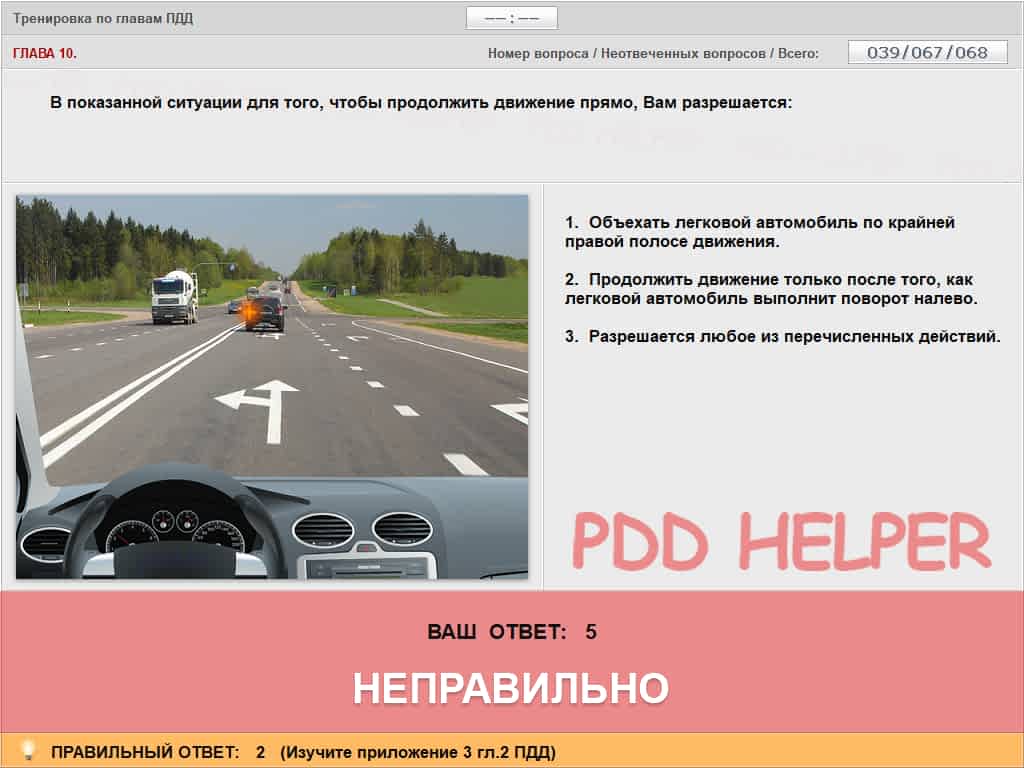 Тренировка по главам ПДД
—— : ——
ГЛАВА 10.
Номер вопроса / Неотвеченных вопросов / Всего:
039/067/068
В показанной ситуации для того, чтобы продолжить движение прямо, Вам разрешается:
1. Объехать легковой автомобиль по крайней
правой полосе движения.
2. Продолжить движение только после того, как
легковой автомобиль выполнит поворот налево.
3. Разрешается любое из перечисленных действий.
PDD HELPER
ВАШ ОТВЕТ: 5
НЕПРАВИЛЬНО
ПРАВИЛЬНЫЙ ОТВЕТ: 2 (Изучите приложение 3 гл.2 ПДД)